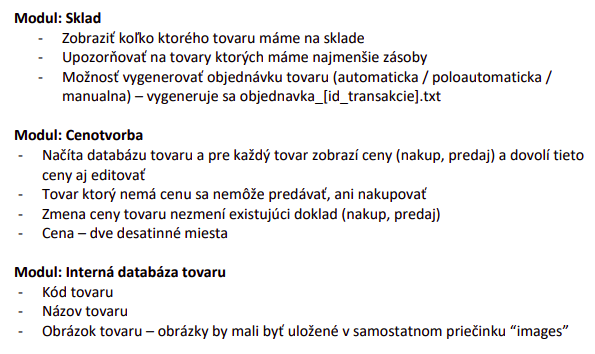 Modul: Sklad
- Zobraziť koľko ktorého tovaru máme na sklade
- Upozorňovať na tovary ktorých máme najmenšie zásoby
- Možnosť vygenerovať objednávku tovaru (automaticka / poloautomaticka /
manualna) – vygeneruje sa objednavka_[id_transakcie].txt
Modul: Cenotvorba
- Načíta databázu tovaru a pre každý tovar zobrazí ceny (nakup, predaj) a dovolí tieto
ceny aj editovať
- Tovar ktorý nemá cenu sa nemôže predávať, ani nakupovať
- Zmena ceny tovaru nezmení existujúci doklad (nakup, predaj)
- Cena – dve desatinné miesta
Modul: Interná databáza tovaru
- Kód tovaru
- Názov tovaru
- Obrázok tovaru – obrázky by mali byť uložené v samostatnom priečinku “images”